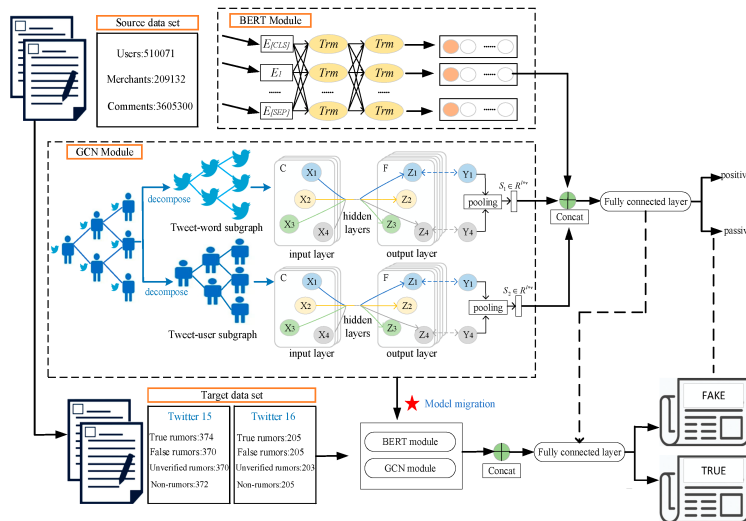 Source data set
Users:510071
Merchants:209132
Comments:3605300
BERT Module
E[CLS] Trm Trm ......
E1 Trm Trm ......
...... ...... ......
E[SEP] Trm Trm ......
GCN Module
decompose
Tweet-word subgraph
decompose
Tweet-user subgraph
C X1 X2 X3 X4
input layer
hidden
layers
F Z1 Z2 Z3 Z4
output layer
Y1 Y4
pooling
C X1 X2 X3 X4
input layer
hidden
layers
F Z1 Z2 Z3 Z4
output layer
Y1 Y4
pooling
Concat
Fully connected layer
positive
Target data set
Twitter 15
True rumors:374
False rumors:370
Unverified rumors:370
Non-rumors:372
Twitter 16
True rumors:205
False rumors:205
Unverified rumors:203
Non-rumors:205
Model migration
BERT module
GCN module
Concat
Fully connected layer
FAKE
TRUE